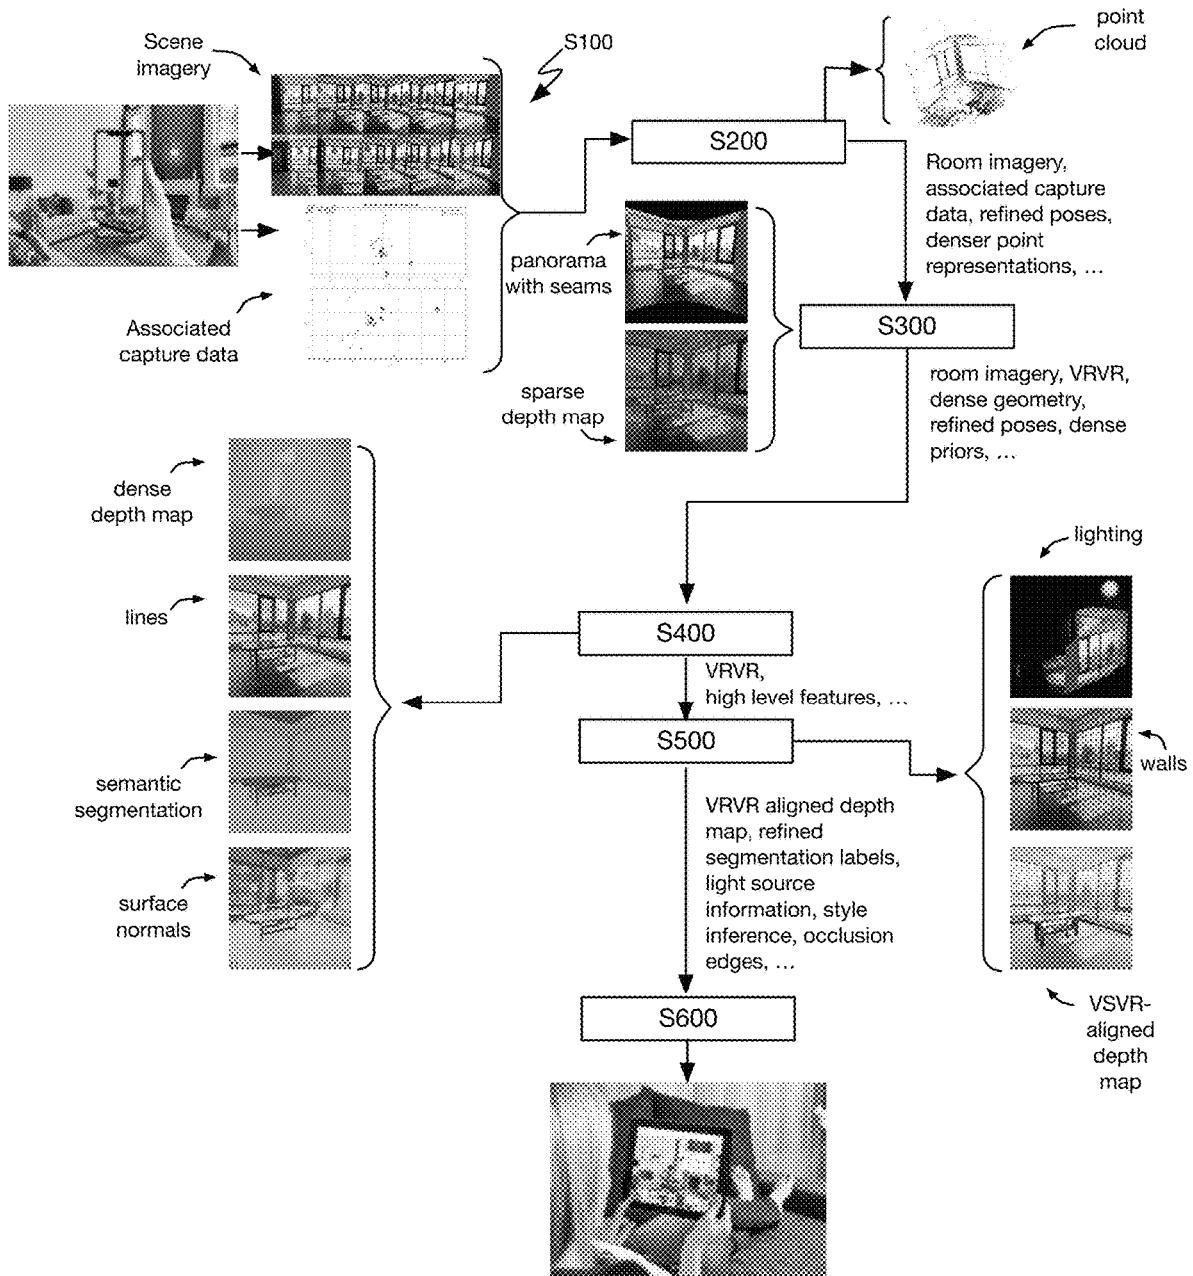 Scene
imagery
S100
point
cloud
S200
Room imagery,
associated capture
data, refined poses,
denser point
representations, ...
panorama
with seams
Associated
capture data
S300
sparse
depth map
room imagery, VRVR,
dense geometry,
refined poses, dense
priors, ...
dense
depth map
lighting
lines
S400
VRVR,
high level features, ...
S500
walls
semantic
segmentation
VRVR aligned depth
map, refined
segmentation labels,
light source
information, style
inference, occlusion
edges, ...
surface
normals
S600
VSVR-
aligned
depth
map